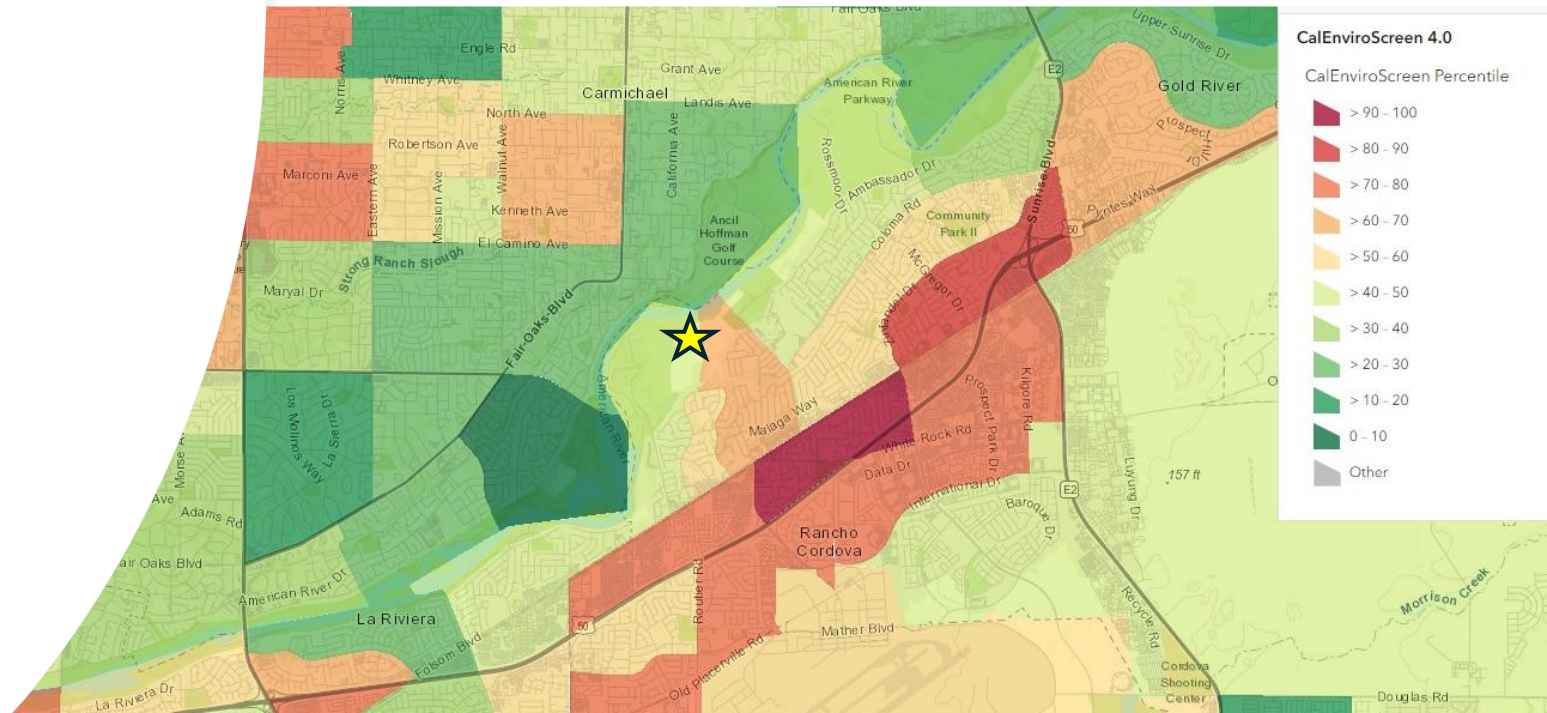 CalEnviroScreen 4.0
CalEnviroScreen Percentile
> 90 - 100
> 80 - 90
> 70 - 80
> 60 - 70
> 50 - 60
> 40 - 50
> 30 - 40
> 20 - 30
> 10 - 20
0 - 10
Other
Fair Oaks Blvd
Upper Sunrise Dr
Engle Rd
Norris Ave
Whitney Ave
Grant Ave
E2
Carmichael
American River
Parkway
Gold River
Landis Ave
North Ave
California Ave
Robertson Ave
Walnut Ave
Rossmoor Dr
Prospect
Hill Dr
Sunrise-Blvd
Marconi Ave
Eastern Ave
Mission Ave
Ambassador Dr
Kenneth Ave
Coloma Rd
Community
Park II
Ancil
Hoffman
Golf
Course
50
El Camino Ave
Strong Ranch Slough
McGregor Dr
Maryal Dr
Fair-Oaks-Blvd
American River
Los Molinos Way
La Sierra Dr
Malaga Way
Prospect Park Dr
Kilgore Rd
White Rock Rd
Data Dr
Morse A
International Dr
Baroque Dr
E2
Luyung Dr
157 ft
Ave
Adams Rd
Rancho
Cordova
air Oaks Blvd
American River Dr
La Riviera
Routier Rd
50
Folsom Blvd
Mather Blvd
Recycle Rd
Morrison Creek
Old Placerville Rd
La Riviera Dr
Cordova
Shooting
Center
Douglas Rd